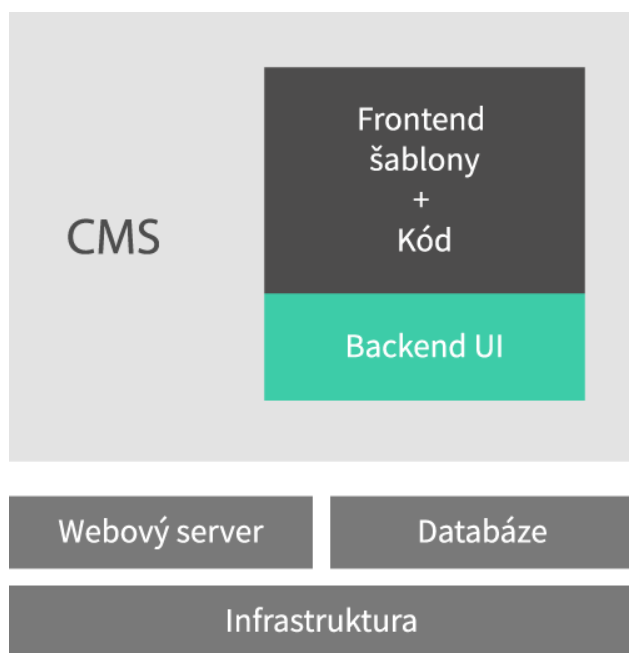 CMS
Frontend
šablony
+
Kód
Backend UI
Webový server
Databáze
Infrastruktura